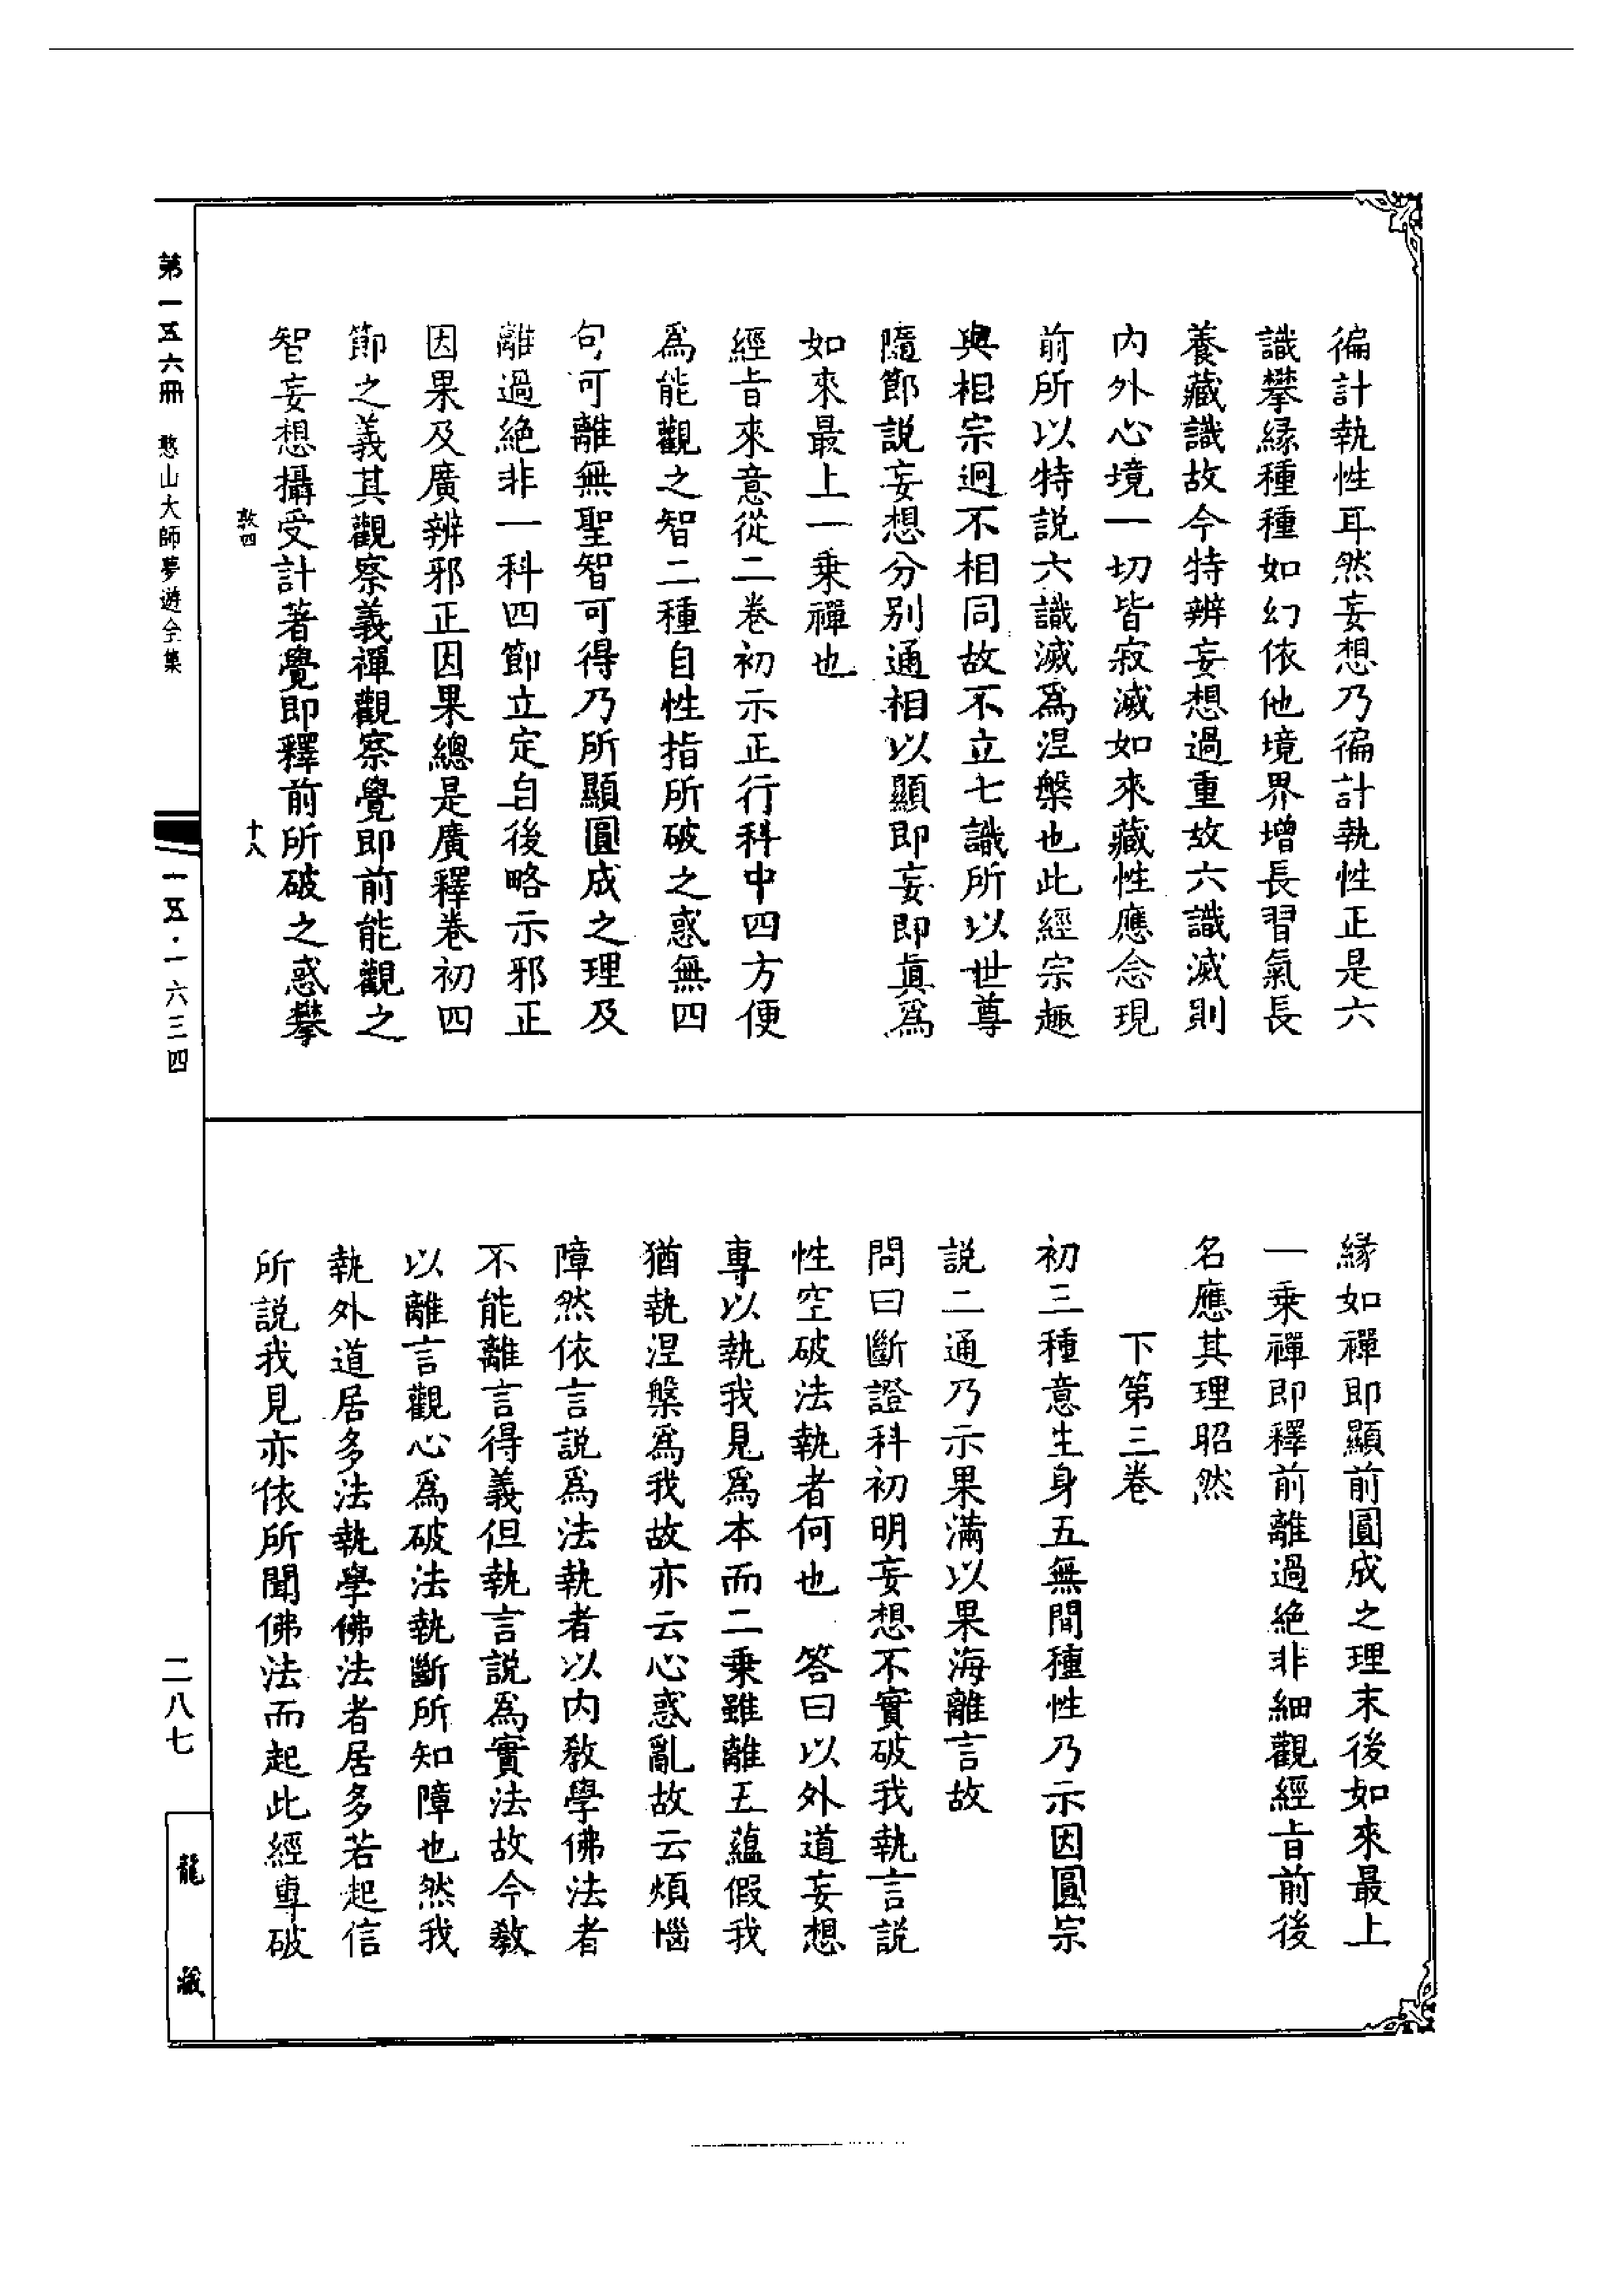 徧計執性耳然妄想乃徧計執性正是六
識攀緣種種如幻依他境界增長習氣長
養藏識故今特辨妄想過重故六識滅則
內外心境一切皆寂滅如來藏性應念現
前所以特說六識滅爲涅槃也此經宗趣
與相宗逈不相同故不立七識所以世尊
隨節說妄想分別通相以顯即妄即眞爲
如來最上一乘禪也
經旨來意從二卷初示正行科中四方便
爲能觀之智二種自性指所破之惑無四
句可離無聖智可得乃所顯圓成之理及
離過絕非一科四節立定自後略示邪正
因果及廣辨邪正因果總是廣釋卷初四
節之義其觀察義禪觀察覺即前能觀之
智妄想攝受計著覺即釋前所破之惑攀
緣如禪即顯前圓成之理末後如來最上
一乘禪即釋前離過絕非細觀經旨前後
名應其理昭然
下第三卷
初三種意生身五無間種性乃示因圓宗
說二通乃示果滿以果海離言故
問曰斷證科初明妄想不實破我執言說
性空破法執者何也　答曰以外道妄想
專以執我見爲本而二乘雖離五蘊假我
猶執涅槃爲我故亦云心惑亂故云煩惱
障然依言說爲法執者以內教學佛法者
不能離言得義但執言說爲實法故今教
以離言觀心爲破法執斷所知障也然我
執外道居多法執學佛法者居多若起信
所說我見亦依所聞佛法而起此經專破
第一五六冊　憨山大師夢遊全集
敦四
十八
一五·一六三四
二八七
龍藏